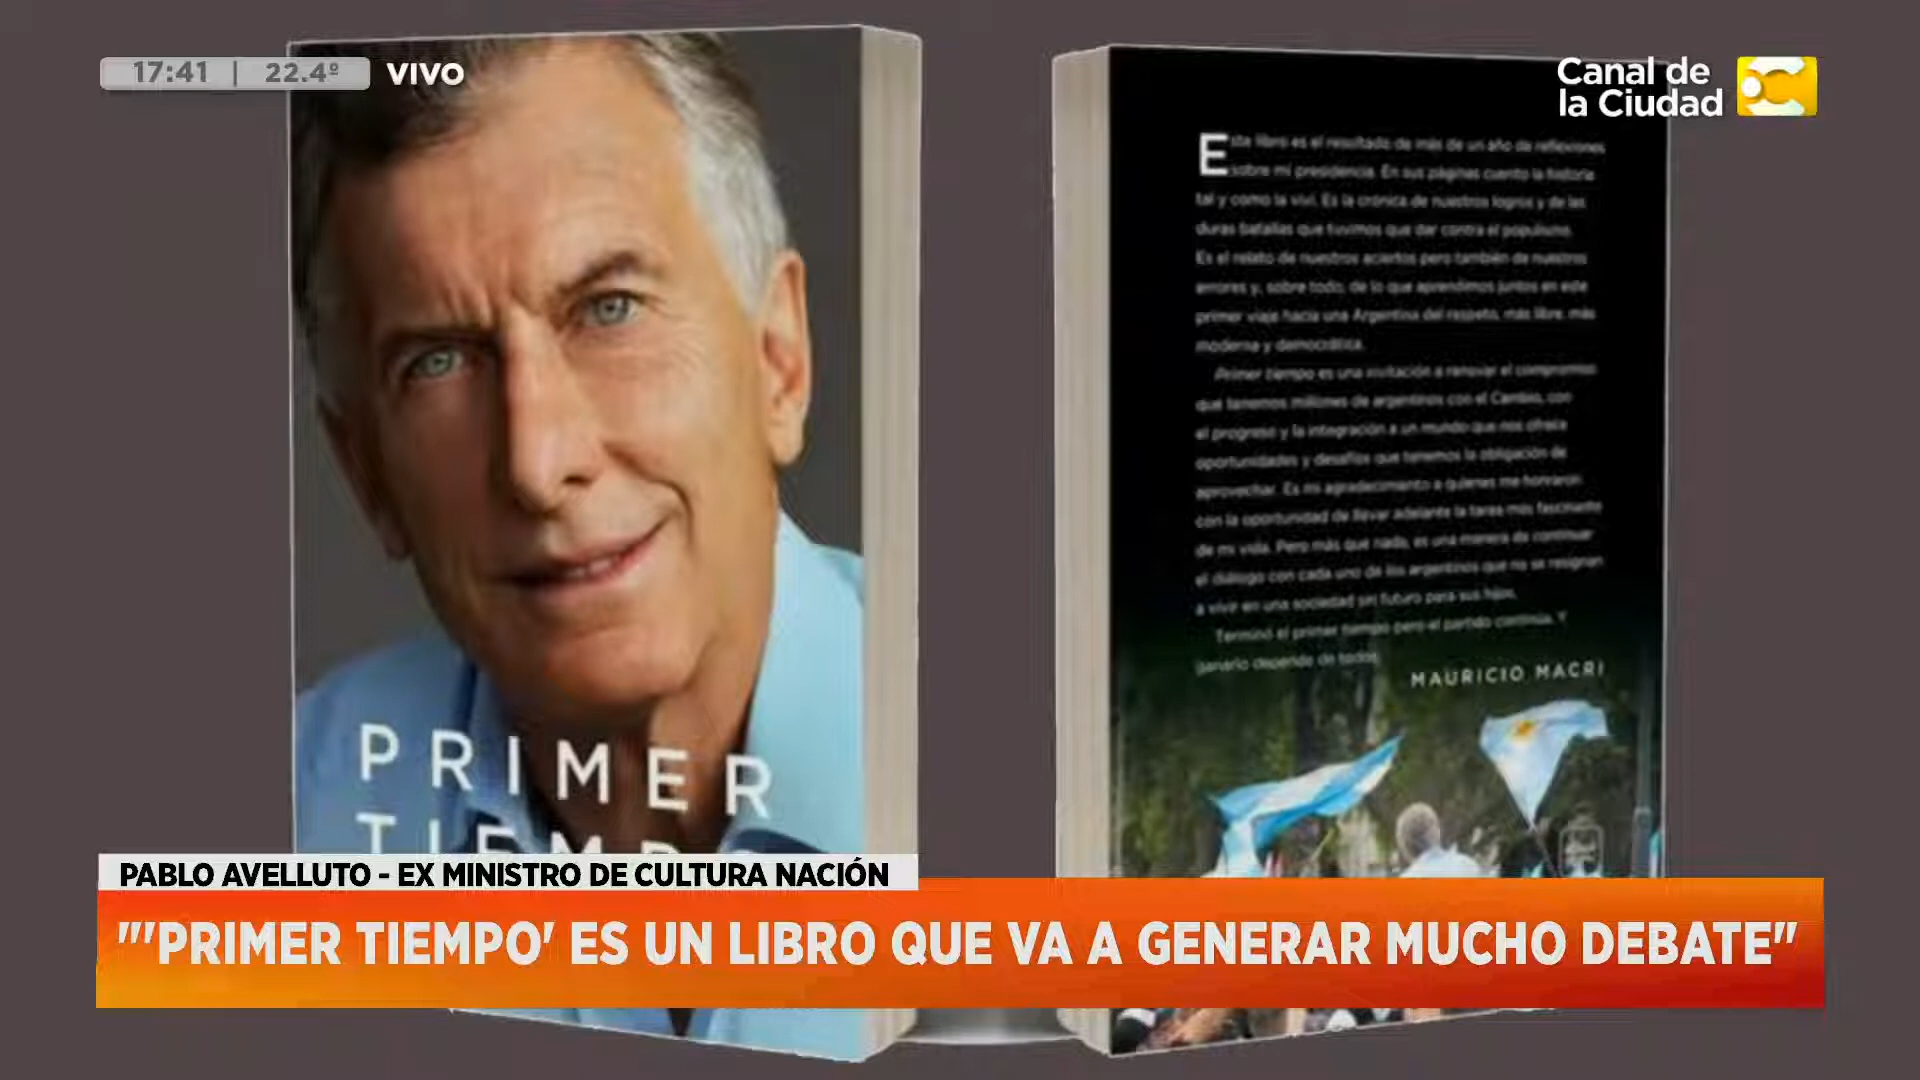 17:41 | 22.4º VIVO
Canal de
la Ciudad
PRIMER
TIEMPO
Este libro es el resultado de más de un año de reflexiones
sobre mi presidencia. En sus páginas cuento la historia
tal y como la viví. Es la crónica de nuestros logros y de las
duras batallas que tuvimos que dar contra el populismo.
Es el relato de nuestros aciertos pero también de nuestros
errores y, sobre todo, de lo que aprendimos juntos en este
primer viaje hacia una Argentina del respeto, más libre, más
moderna y democrática.
Primer tiempo es una invitación a renovar el compromiso
que tenemos millones de argentinos con el Cambio, con
el progreso y la integración a un mundo que nos ofrece
oportunidades y desafíos que tenemos la obligación de
aprovechar. Es mi agradecimiento a quienes me honraron
con la oportunidad de llevar adelante la tarea más fascinante
de mi vida. Pero más que nada, es una manera de continuar
el diálogo con cada uno de los argentinos que no se resignan
a vivir en una sociedad sin futuro para sus hijos.
Terminó el primer tiempo pero el partido continúa. Y
ganarlo depende de todos.
MAURICIO MACRI
PABLO AVELLUTO - EX MINISTRO DE CULTURA NACIÓN
"'PRIMER TIEMPO' ES UN LIBRO QUE VA A GENERAR MUCHO DEBATE"